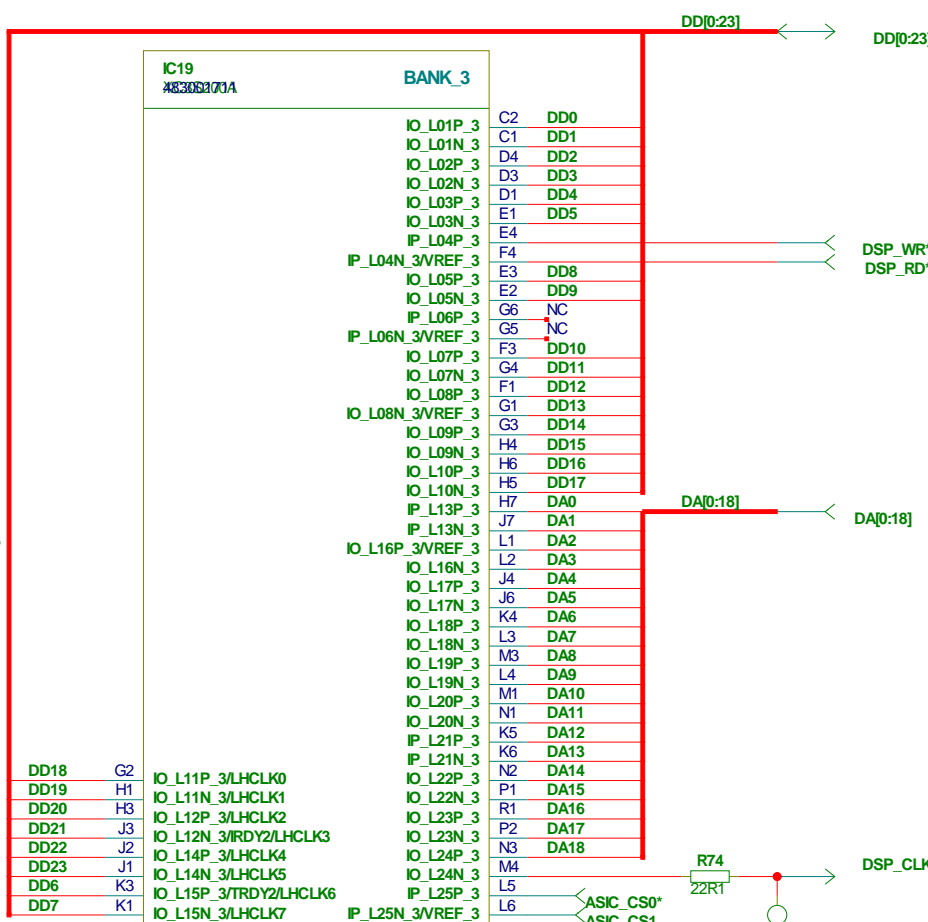 DD[0:23]
DD[0:23]
IC19
BANK_3
IO_L01P_3 C2 DD0
IO_L01N_3 C1 DD1
IO_L02P_3 D4 DD2
IO_L02N_3 D3 DD3
IO_L03P_3 D1 DD4
IO_L03N_3 E1 DD5
IP_L04P_3 E4 DSP_WR*
IP_L04N_3/VREF_3 F4 DSP_RD*
IO_L05P_3 E3 DD8
IO_L05N_3 E2 DD9
IP_L06P_3 G6 NC
IP_L06N_3/VREF_3 G5 NC
IO_L07P_3 F3 DD10
IO_L07N_3 G4 DD11
IO_L08P_3 F1 DD12
IO_L08N_3/VREF_3 G1 DD13
IO_L09P_3 G3 DD14
IO_L09N_3 H4 DD15
IO_L10P_3 H6 DD16
IO_L10N_3 H5 DD17
IP_L13P_3 H7 DA0 DA[0:18]
IP_L13N_3 J7 DA1 DA[0:18]
IO_L16P_3/VREF_3 L1 DA2
IO_L16N_3 L2 DA3
IO_L17P_3 J4 DA4
IO_L17N_3 J6 DA5
IO_L18P_3 K4 DA6
IO_L18N_3 L3 DA7
IO_L19P_3 M3 DA8
IO_L19N_3 L4 DA9
IO_L20P_3 M1 DA10
IO_L20N_3 N1 DA11
IP_L21P_3 K5 DA12
IP_L21N_3 K6 DA13
DD18 G2 IO_L11P_3/LHCLK0 IO_L22P_3 N2 DA14
DD19 H1 IO_L11N_3/LHCLK1 IO_L22N_3 P1 DA15
DD20 H3 IO_L12P_3/LHCLK2 IO_L23P_3 R1 DA16
DD21 J3 IO_L12N_3/IRDY2/LHCLK3 IO_L23N_3 P2 DA17
DD22 J2 IO_L14P_3/LHCLK4 IO_L24P_3 N3 DA18
DD23 J1 IO_L14N_3/LHCLK5 IO_L24N_3 M4 R74 22R1 DSP_CLK
DD6 K3 IO_L15P_3/TRDY2/LHCLK6 IP_L25P_3 L5 ASIC_CS0*
DD7 K1 IO_L15N_3/LHCLK7 IP_L25N_3/VREF_3 L6 ASIC_CS1